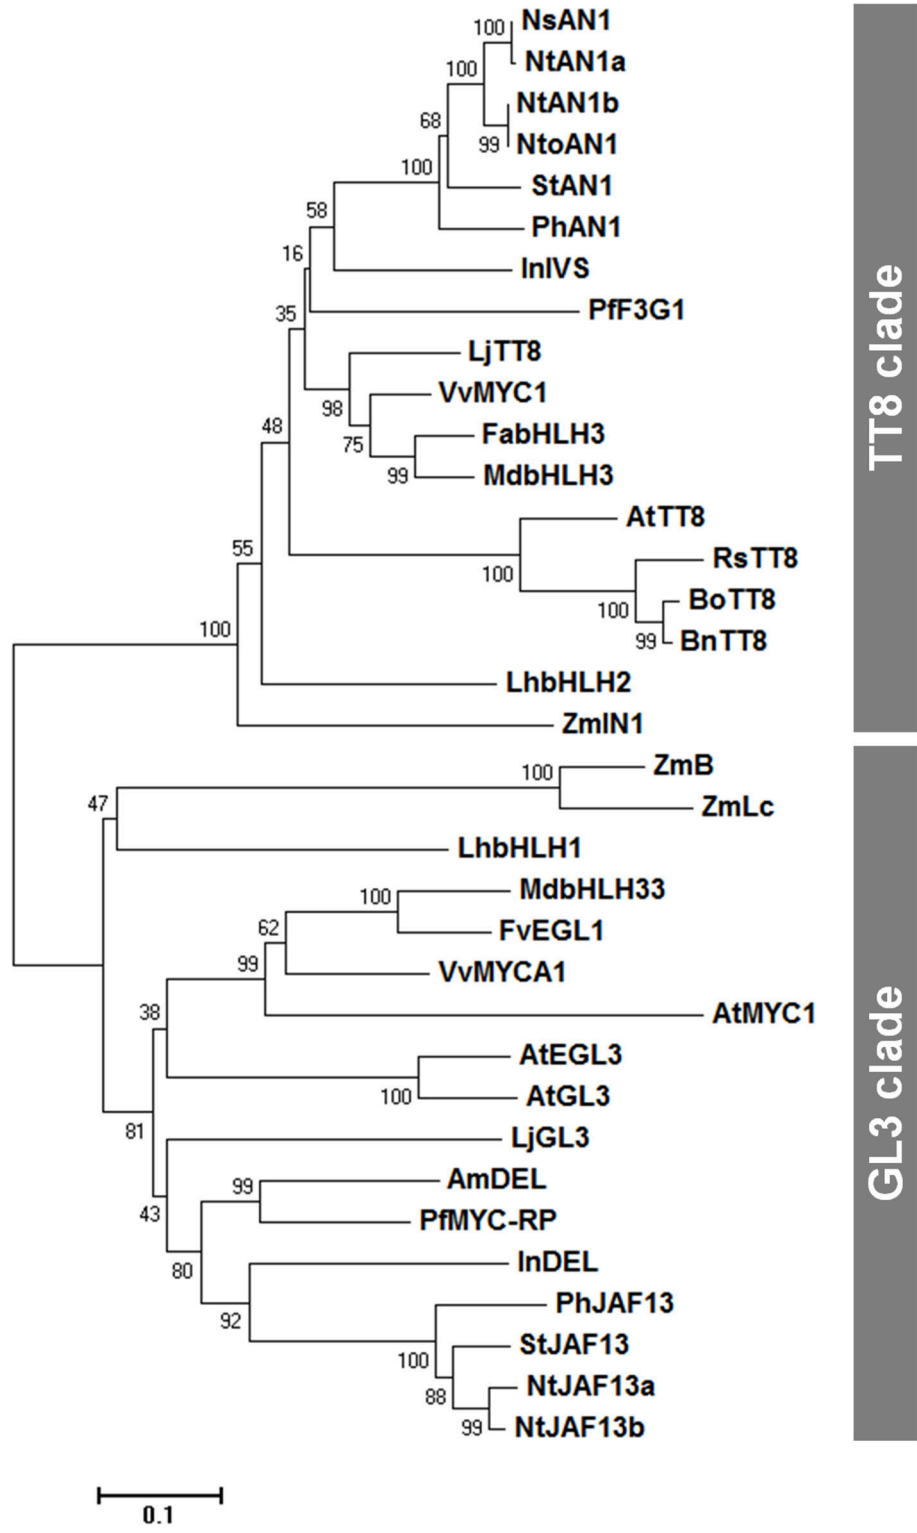 NsAN1
100
NtAN1a
100
NtAN1b
68
99
NtoAN1
100
StAN1
58
PhAN1
16
InIVS
35
PfF3G1
LjTT8
98
VvMYC1
48
75
FabHLH3
99
MdbHLH3
AtTT8
55
100
RsTT8
100
BoTT8
99
BnTT8
100
LhbHLH2
ZmIN1
TT8 clade
100
ZmB
47
ZmLc
LhbHLH1
100
MdbHLH33
62
FvEGL1
99
VvMYCA1
38
AtMYC1
AtEGL3
100
AtGL3
81
LjGL3
99
AmDEL
43
PfMYC-RP
80
InDEL
92
PhJAF13
100
StJAF13
88
NtJAF13a
99
NtJAF13b
GL3 clade
0.1